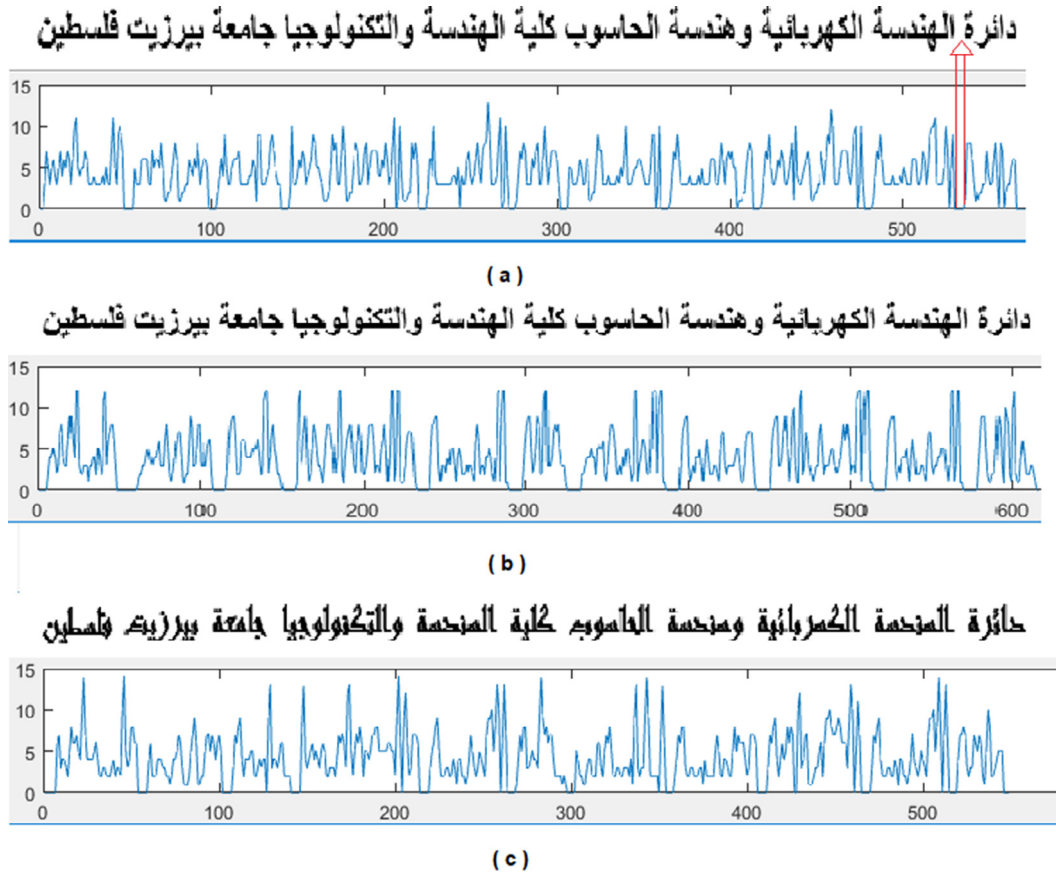 دائرة الهندسة الكهربائية وهندسة الحاسوب كلية الهندسة والتكنولوجيا جامعة بيرزيت فلسطين
15
10
5
0
0 100 200 300 400 500
( a )
دائرة الهندسة الكهربائية وهندسة الحاسوب كلية الهندسة والتكنولوجيا جامعة بيرزيت فلسطين
15
10
5
0
0 100 200 300 400 500 600
( b )
دائرة الهندسة الكهربائية وهندسة الحاسوب كلية الهندسة والتكنولوجيا جامعة بيرزيت فلسطين
15
10
5
0
0 100 200 300 400 500
( c )